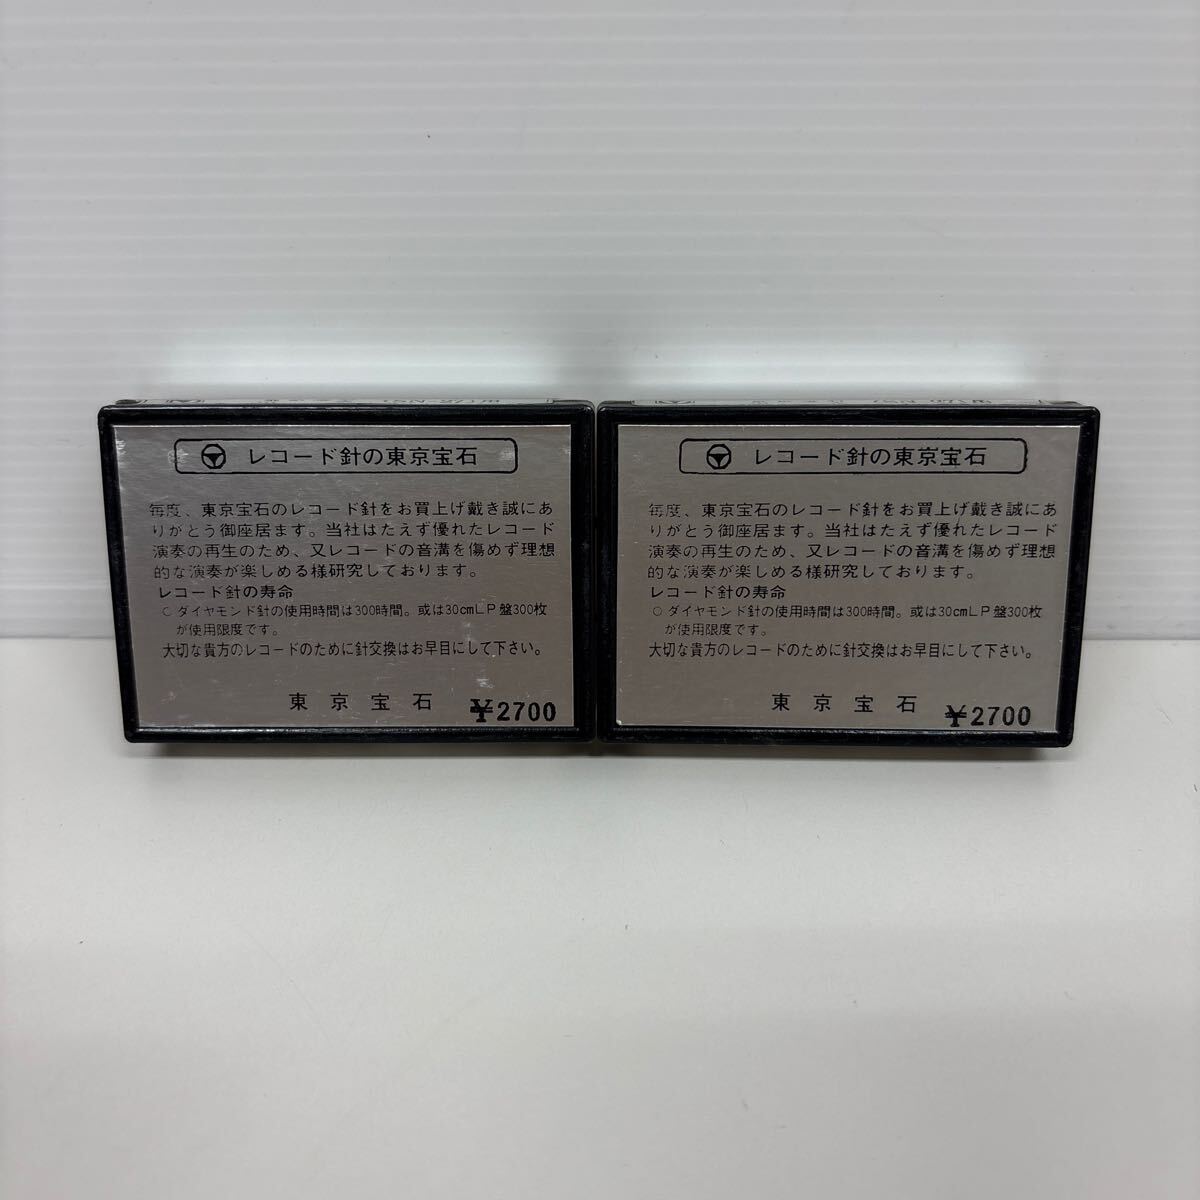 レコード針の東京宝石
毎度、東京宝石のレコード針をお買上げ戴き誠にあ
りがとう御座居ます。当社はたえず優れたレコード
演奏の再生のため、又レコードの音溝を傷めず理想
的な演奏が楽しめる様研究しております。
レコード針の寿命
○ ダイヤモンド針の使用時間は300時間。或は30cmLP盤300枚
が使用限度です。
大切な貴方のレコードのために針交換はお早目にして下さい。
東京宝石
¥2700
レコード針の東京宝石
毎度、東京宝石のレコード針をお買上げ戴き誠にあ
りがとう御座居ます。当社はたえず優れたレコード
演奏の再生のため、又レコードの音溝を傷めず理想
的な演奏が楽しめる様研究しております。
レコード針の寿命
○ ダイヤモンド針の使用時間は300時間。或は30cmLP盤300枚
が使用限度です。
大切な貴方のレコードのために針交換はお早目にして下さい。
東京宝石
¥2700